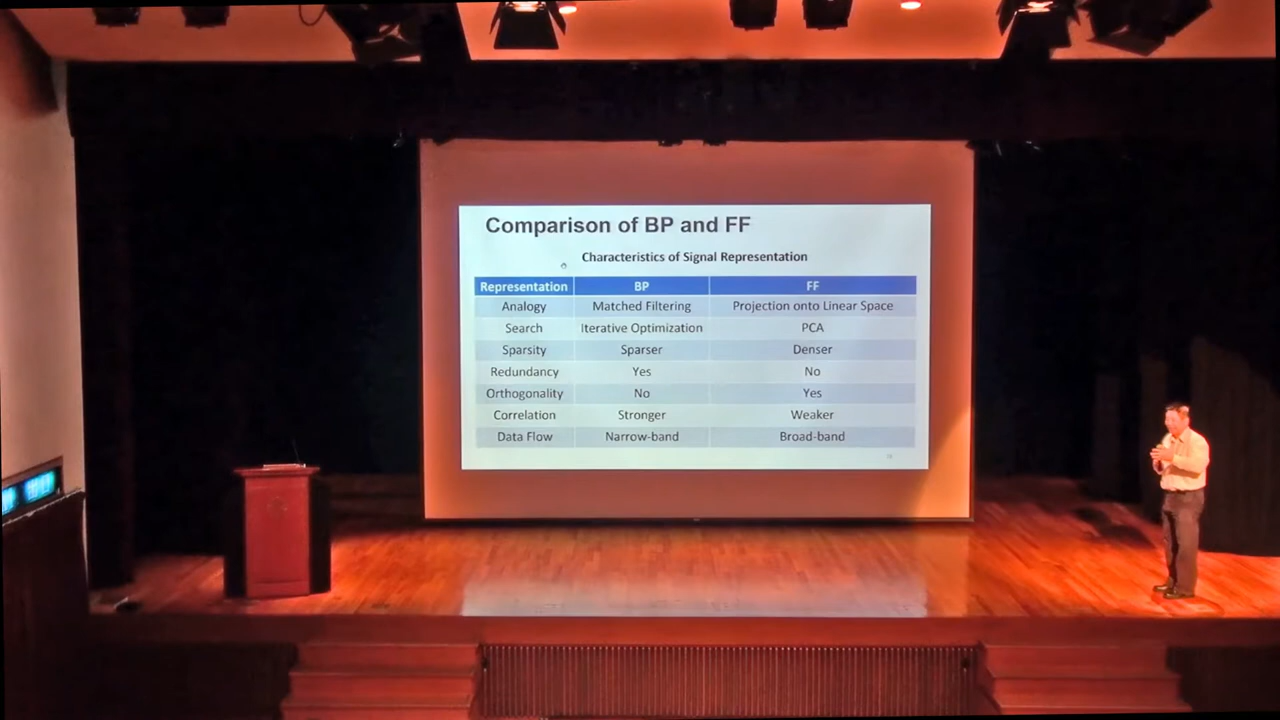 Comparison of BP and FF
Characteristics of Signal Representation
Representation BP FF
Analogy Matched Filtering Projection onto Linear Space
Search Iterative Optimization PCA
Sparsity Sparser Denser
Redundancy Yes No
Orthogonality No Yes
Correlation Stronger Weaker
Data Flow Narrow-band Broad-band